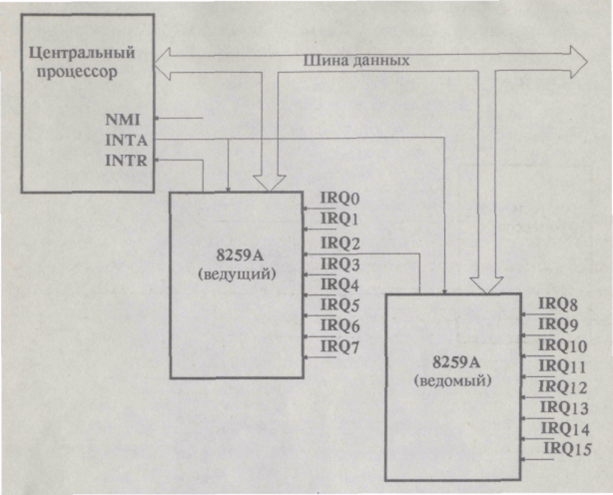 Центральный
процессор
Шина данных
NMI
INTA
INTR
8259A
(ведущий)
IRQ0
IRQ1
IRQ2
IRQ3
IRQ4
IRQ5
IRQ6
IRQ7
8259A
(ведомый)
IRQ8
IRQ9
IRQ10
IRQ11
IRQ12
IRQ13
IRQ14
IRQ15